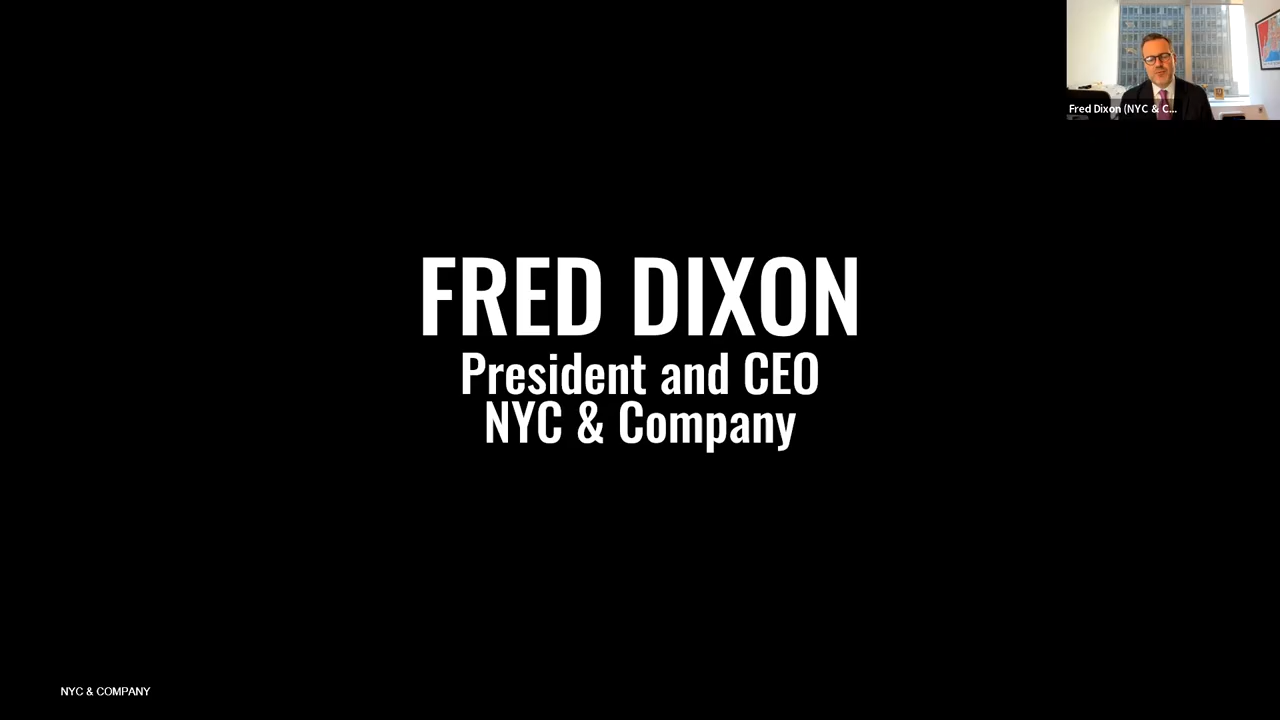 Fred Dixon (NYC & C...
FRED DIXON
President and CEO
NYC & Company
NYC & COMPANY